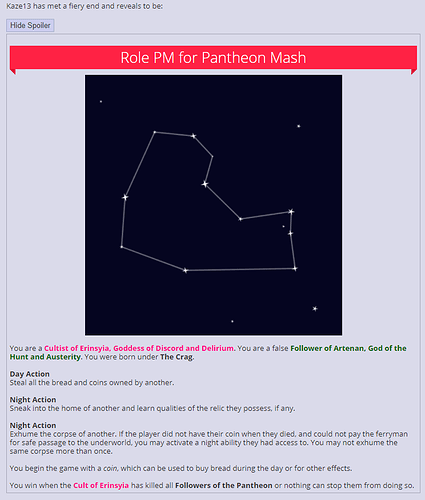 Kaze13 has met a fiery end and reveals to be:
Hide Spoiler
Role PM for Pantheon Mash
You are a Cultist of Erinsyia, Goddess of Discord and Delirium. You are a false Follower of Artenan, God of the
Hunt and Austerity. You were born under The Crag.
Day Action
Steal all the bread and coins owned by another.
Night Action
Sneak into the home of another and learn qualities of the relic they possess, if any.
Night Action
Exhume the corpse of another. If the player did not have their coin when they died, and could not pay the ferryman
for safe passage to the underworld, you may activate a night ability they had access to. You may not exhume the
same corpse more than once.
You begin the game with a coin, which can be used to buy bread during the day or for other effects.
You win when the Cult of Erinsyia has killed all Followers of the Pantheon or nothing can stop them from doing so.